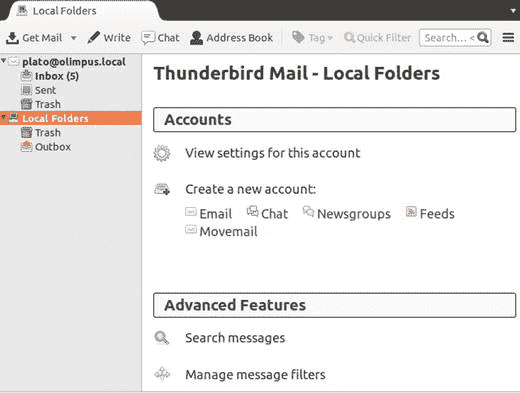 Local Folders
Get Mail Write Chat Address Book Tag Quick Filter Search... <
plato@olimpus.local
Inbox (5)
Sent
Trash
Local Folders
Trash
Outbox
Thunderbird Mail - Local Folders
Accounts
View settings for this account
Create a new account:
Email Chat Newsgroups Feeds
Movemail
Advanced Features
Search messages
Manage message filters